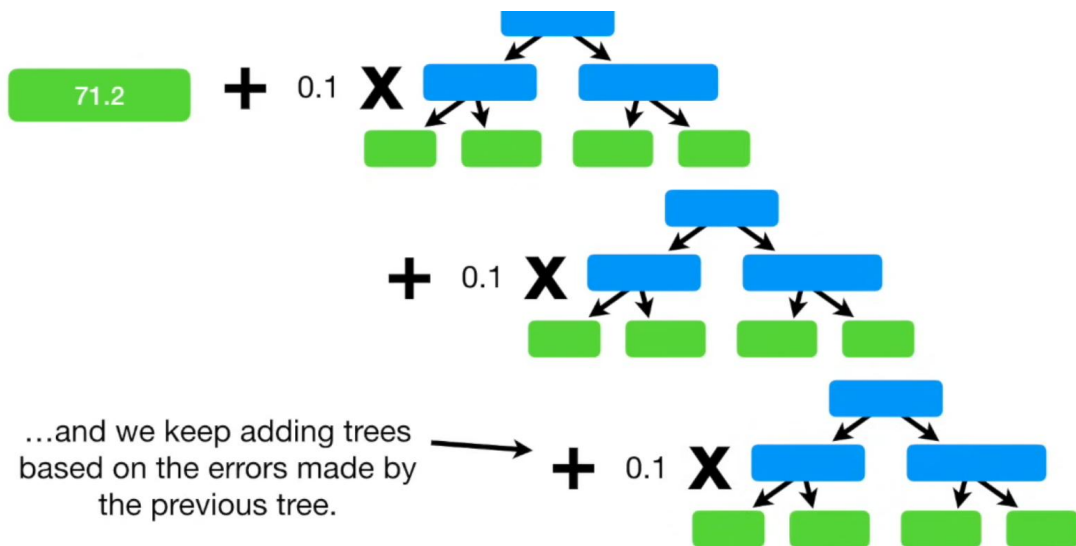 71.2 + 0.1 X
+ 0.1 X
…and we keep adding trees
based on the errors made by
the previous tree.
+ 0.1 X